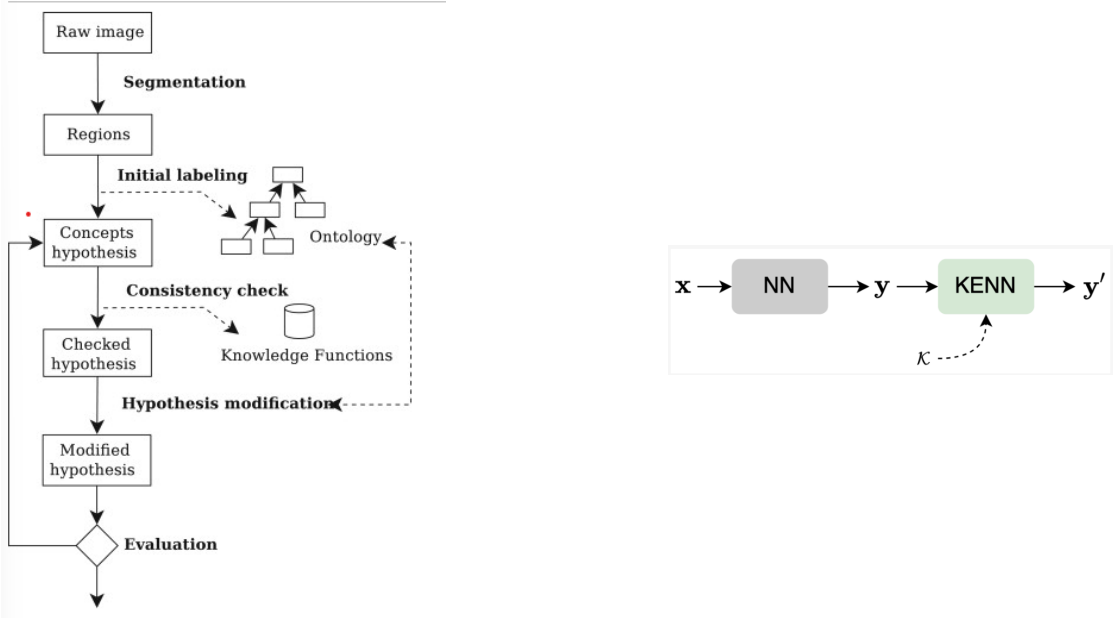 Raw image
Segmentation
Regions
Initial labeling
Concepts
hypothesis
Ontology
Consistency check
Knowledge Functions
Checked
hypothesis
Hypothesis modification
Modified
hypothesis
Evaluation
x
NN
y
KENN
y′
𝒦